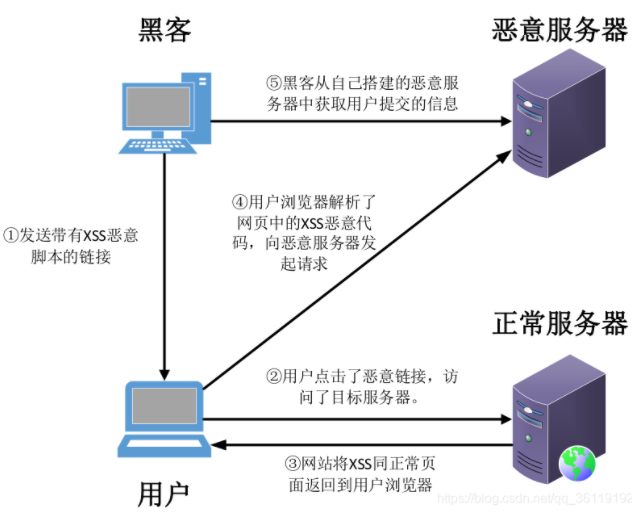 黑客
恶意服务器
⑤黑客从自己搭建的恶意服
务器中获取用户提交的信息
④用户浏览器解析了
网页中的XSS恶意代
码，向恶意服务器发
起请求
①发送带有XSS恶意
脚本的链接
正常服务器
②用户点击了恶意链接，访
问了目标服务器。
③网站将XSS同正常页
面返回到用户浏览器
用户
https://blog.csdn.net/qq_36119192